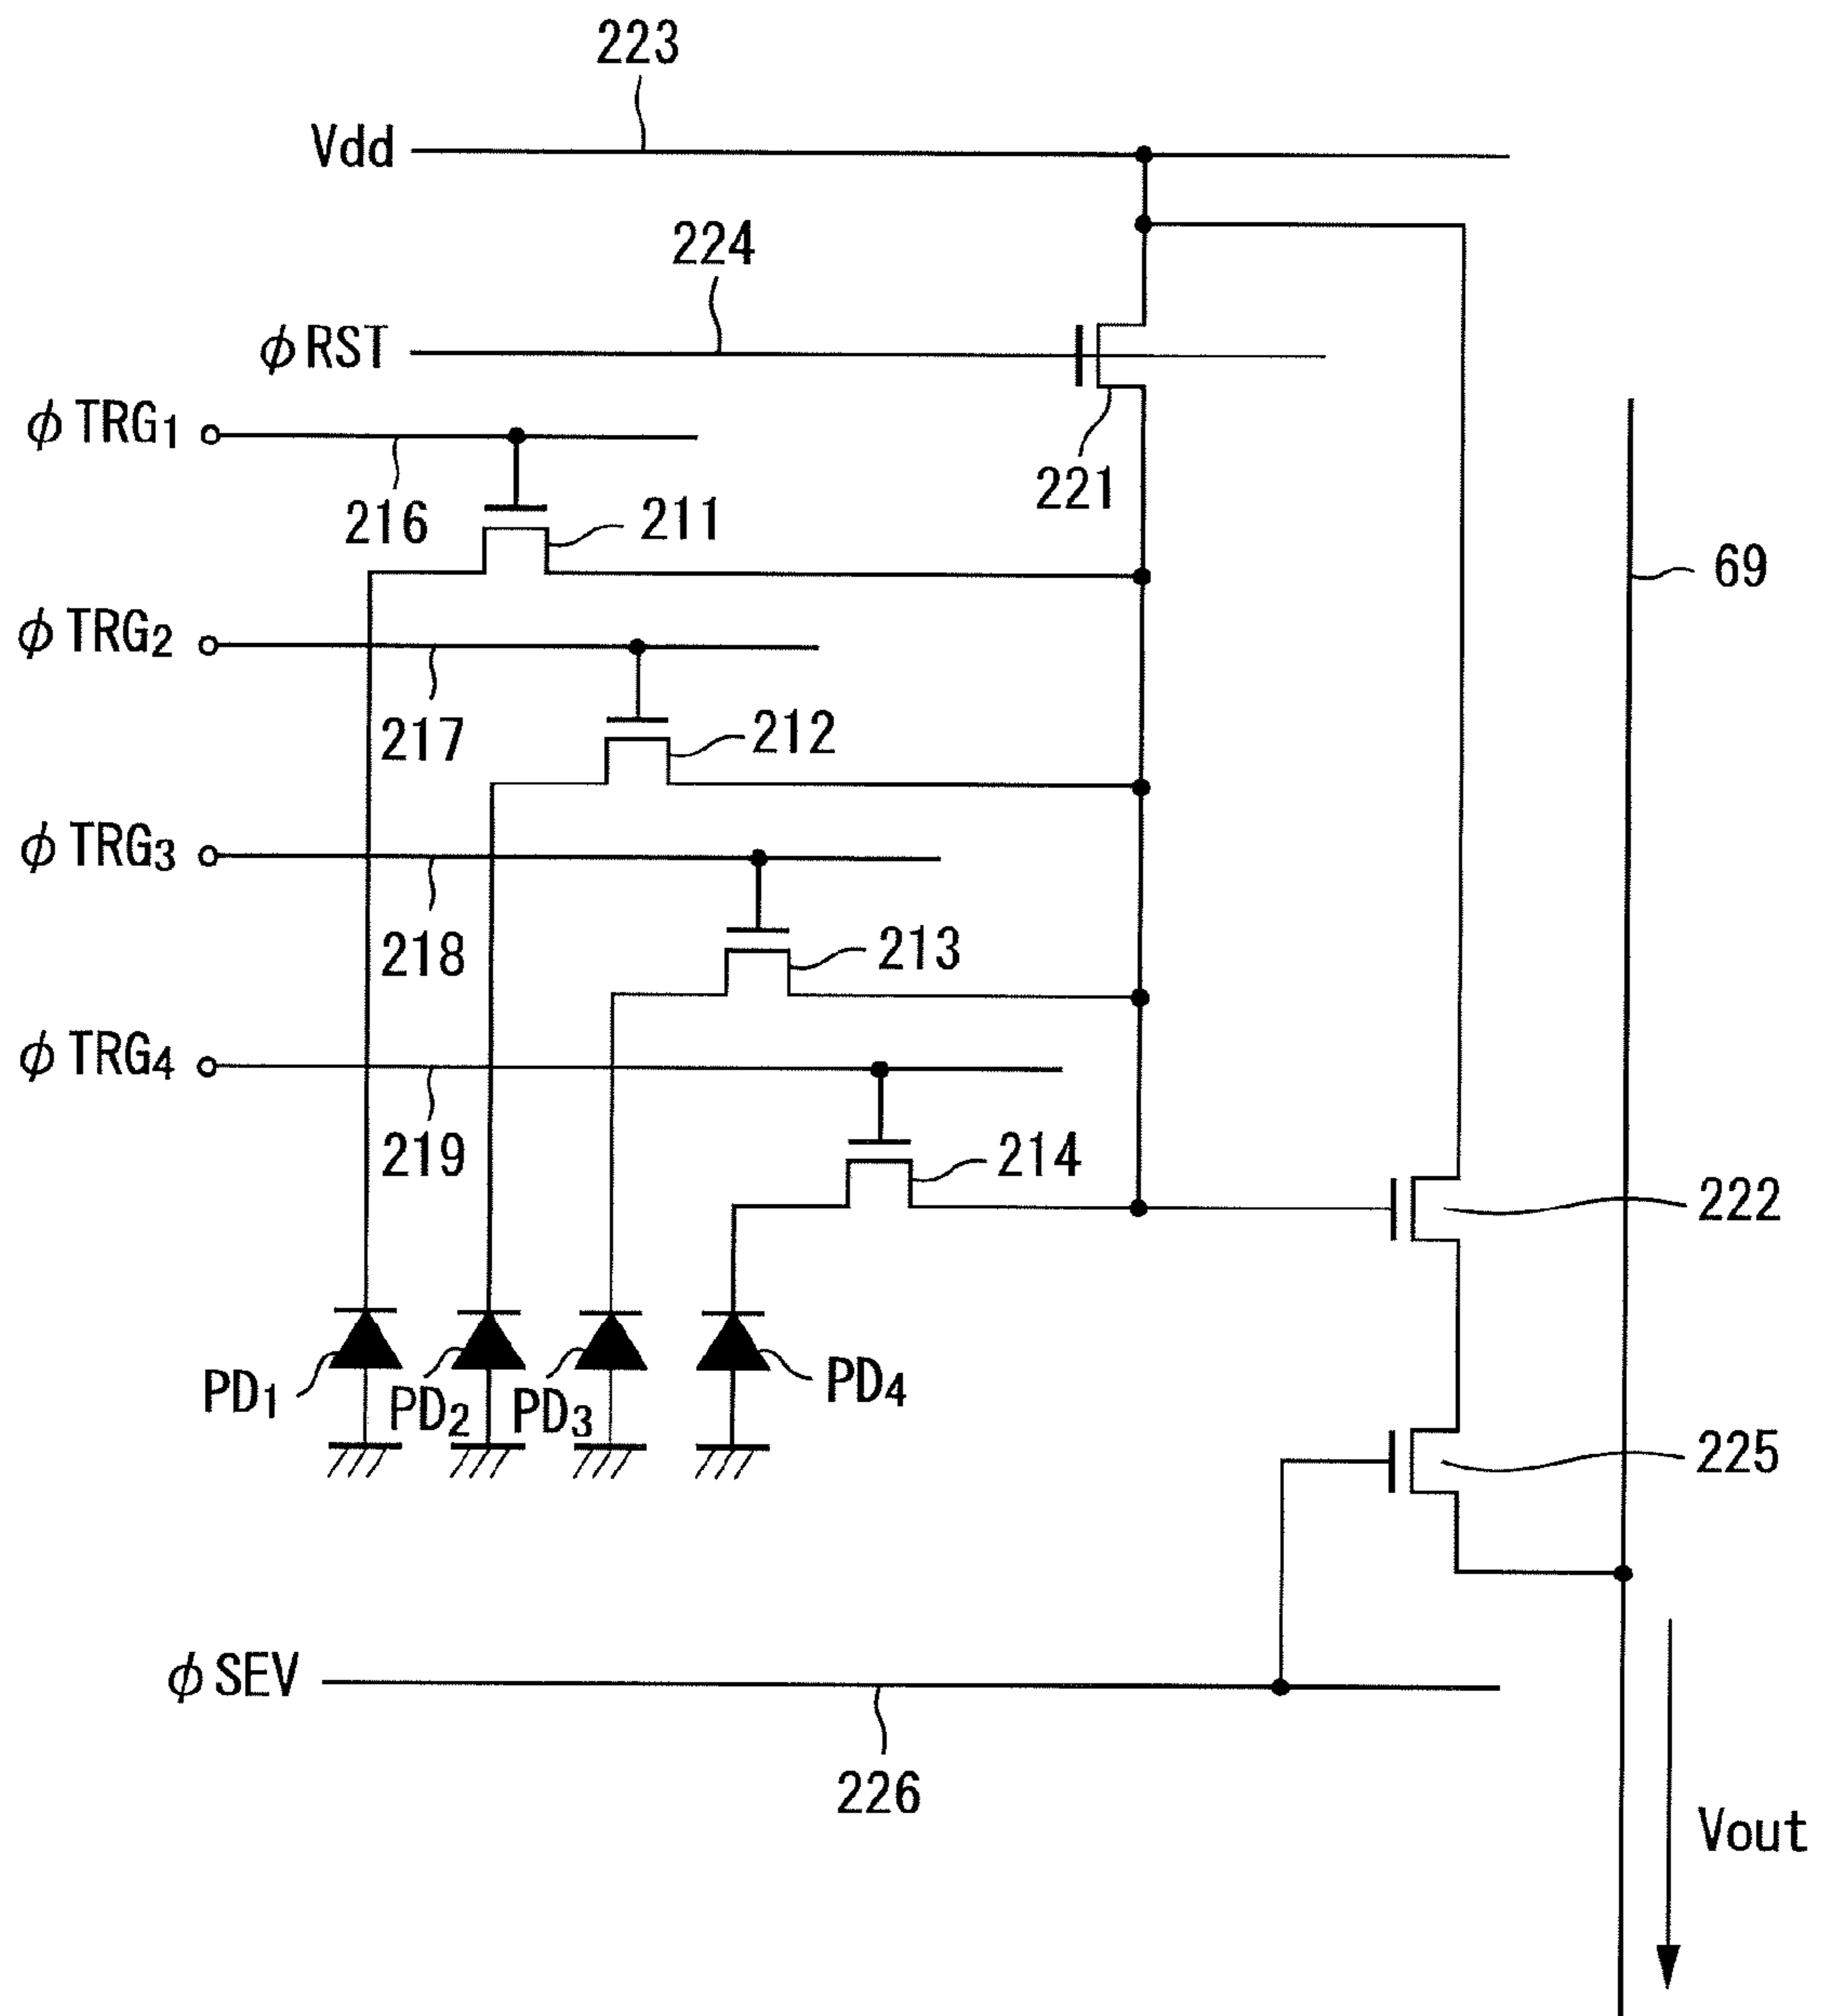 223
Vdd
224
φRST
φTRG1
221
216
211
69
φTRG2
217
212
φTRG3
218
213
φTRG4
219
214
222
PD1
PD2
PD3
PD4
225
φSEV
226
Vout